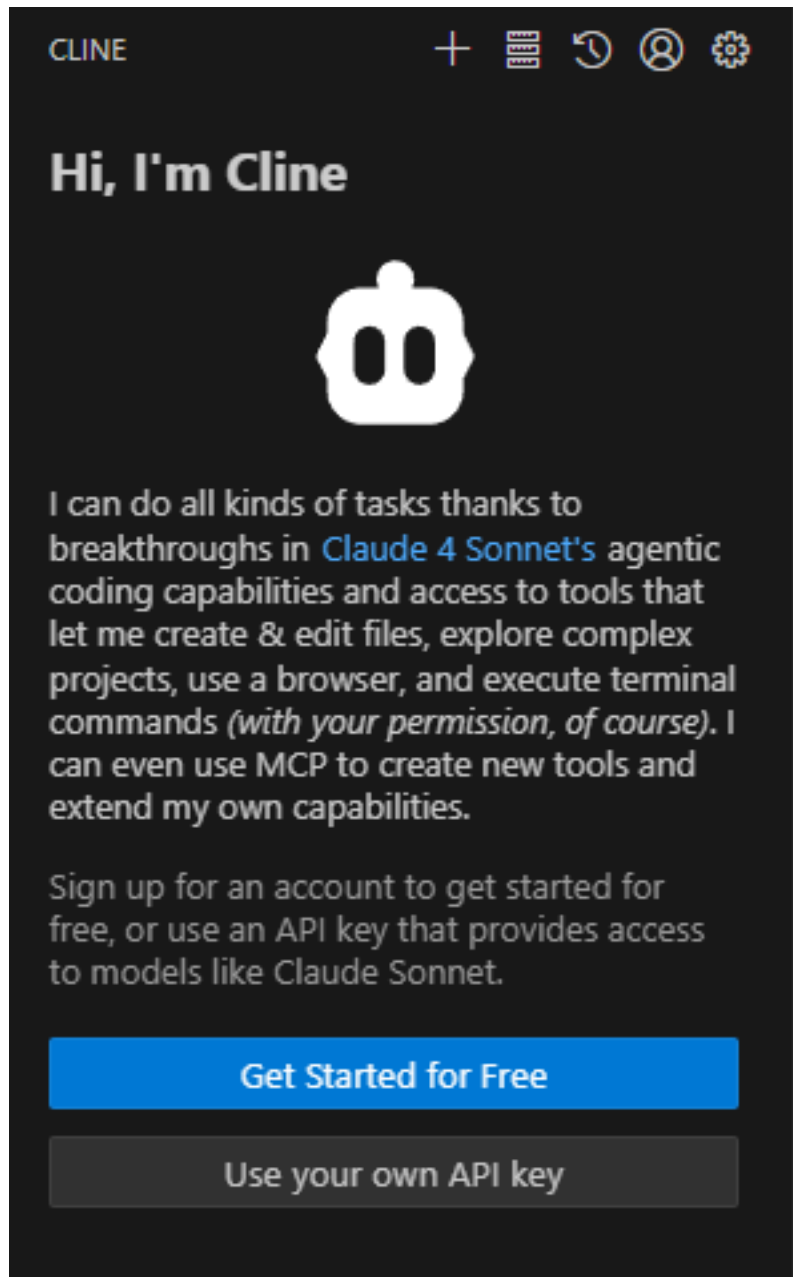 CLINE
Hi, I'm Cline
I can do all kinds of tasks thanks to
breakthroughs in Claude 4 Sonnet's agentic
coding capabilities and access to tools that
let me create & edit files, explore complex
projects, use a browser, and execute terminal
commands (with your permission, of course). I
can even use MCP to create new tools and
extend my own capabilities.
Sign up for an account to get started for
free, or use an API key that provides access
to models like Claude Sonnet.
Get Started for Free
Use your own API key